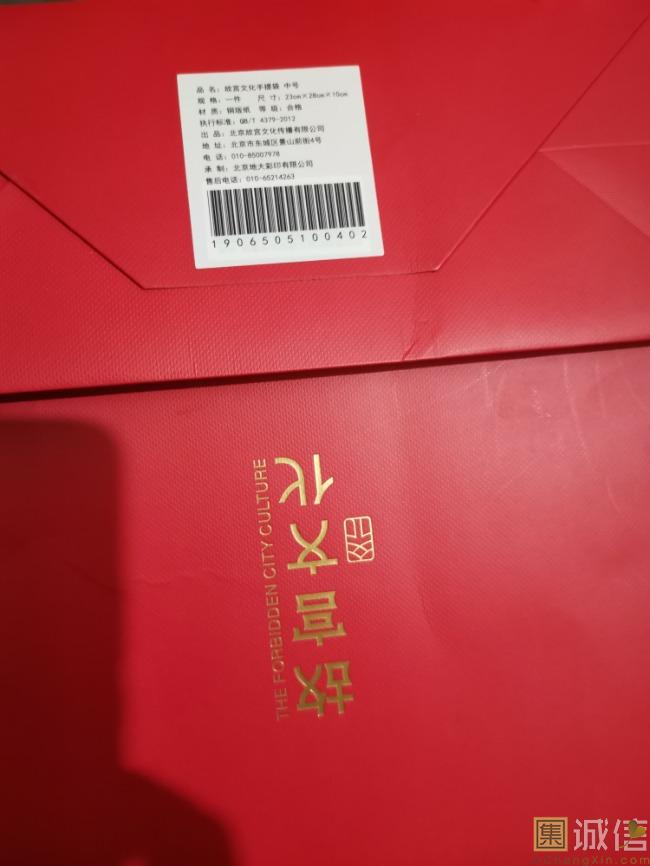 品 名: 故宫文化手提袋 中号
规 格: 一件 尺 寸: 23cm×28cm×10cm
材 质: 铜版纸 等 级: 合格
执行标准: QB/T 4379-2012
出 品: 北京故宫文化传播有限公司
地 址: 北京市东城区景山前街4号
电 话: 010-85007978
承 制: 北京地大彩印有限公司
售后电话: 010-65214263
1906505100402
故宫文化
THE FORBIDDEN CITY CULTURE
集 诚信
ChangXin.com